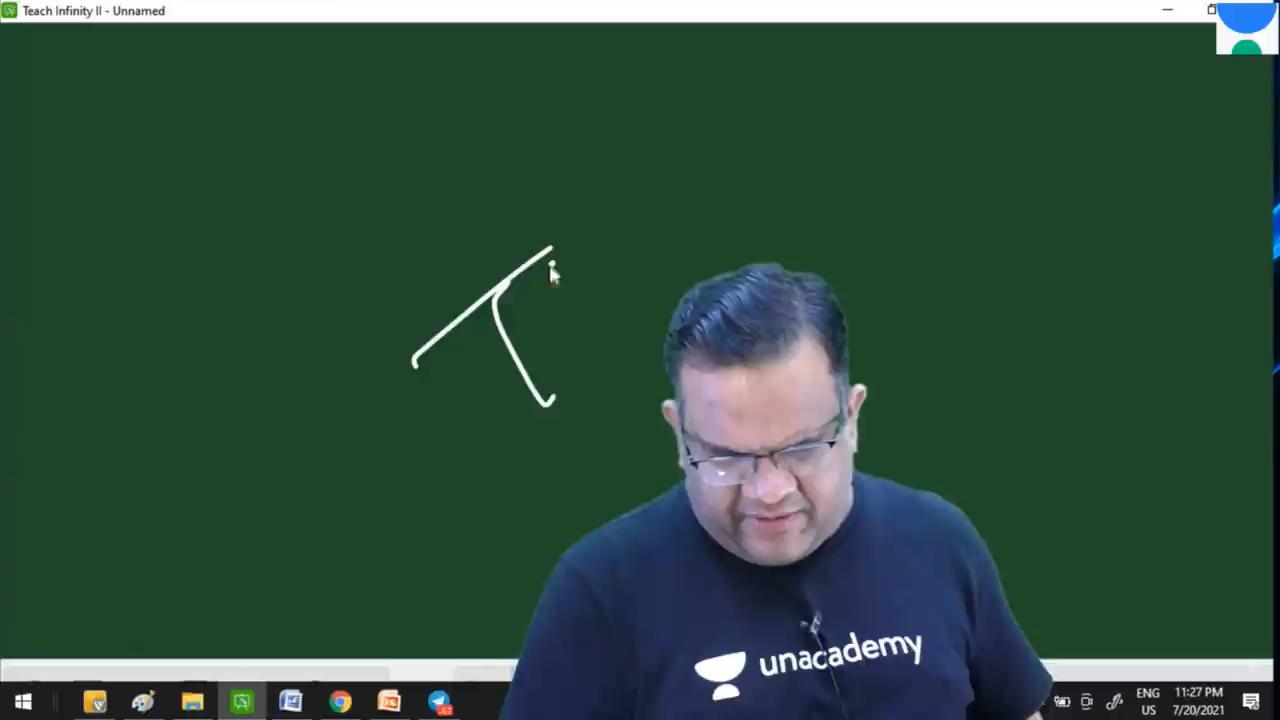 Teach Infinity II - Unnamed
T
unacademy
ENG
US
11:27 PM
7/20/2021